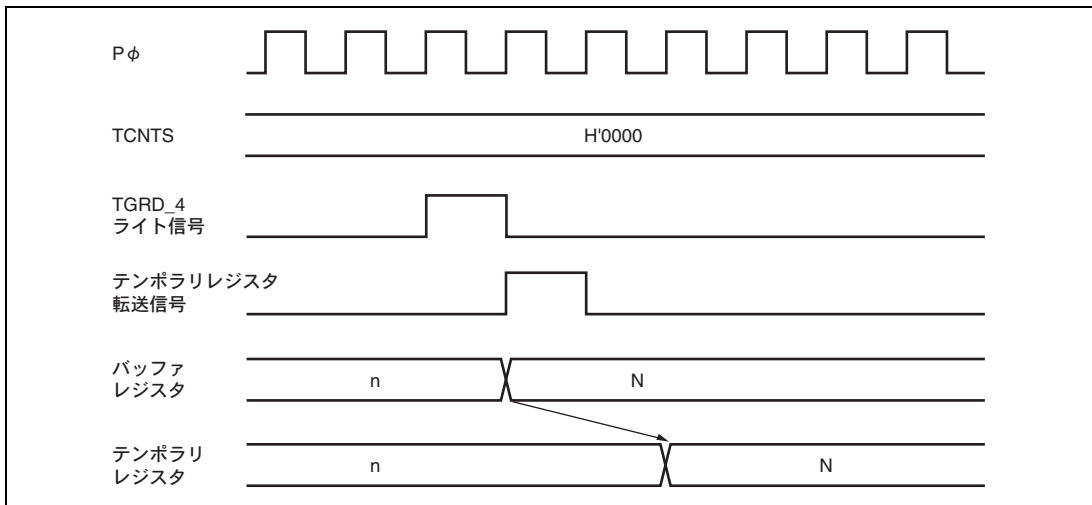 Pφ
TCNTS
H'0000
TGRD_4
ライト信号
テンポラリレジスタ
転送信号
バッファ
レジスタ
n
N
テンポラリ
レジスタ
n
N